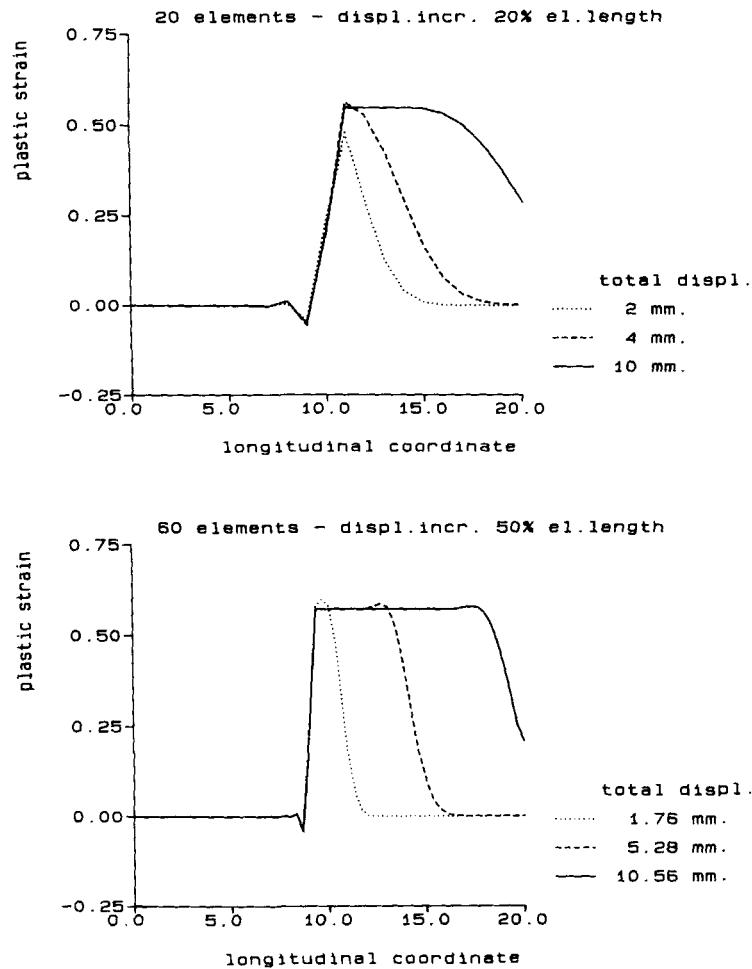 20 elements - displ.incr. 20% el.length
0.75
0.50
0.25
0.00
-0.25
plastic strain
0.0 5.0 10.0 15.0 20.0
longitudinal coordinate
total displ.
2 mm.
4 mm.
10 mm.
60 elements - displ.incr. 50% el.length
0.75
0.50
0.25
0.00
-0.25
plastic strain
0.0 5.0 10.0 15.0 20.0
longitudinal coordinate
total displ.
1.76 mm.
5.28 mm.
10.56 mm.